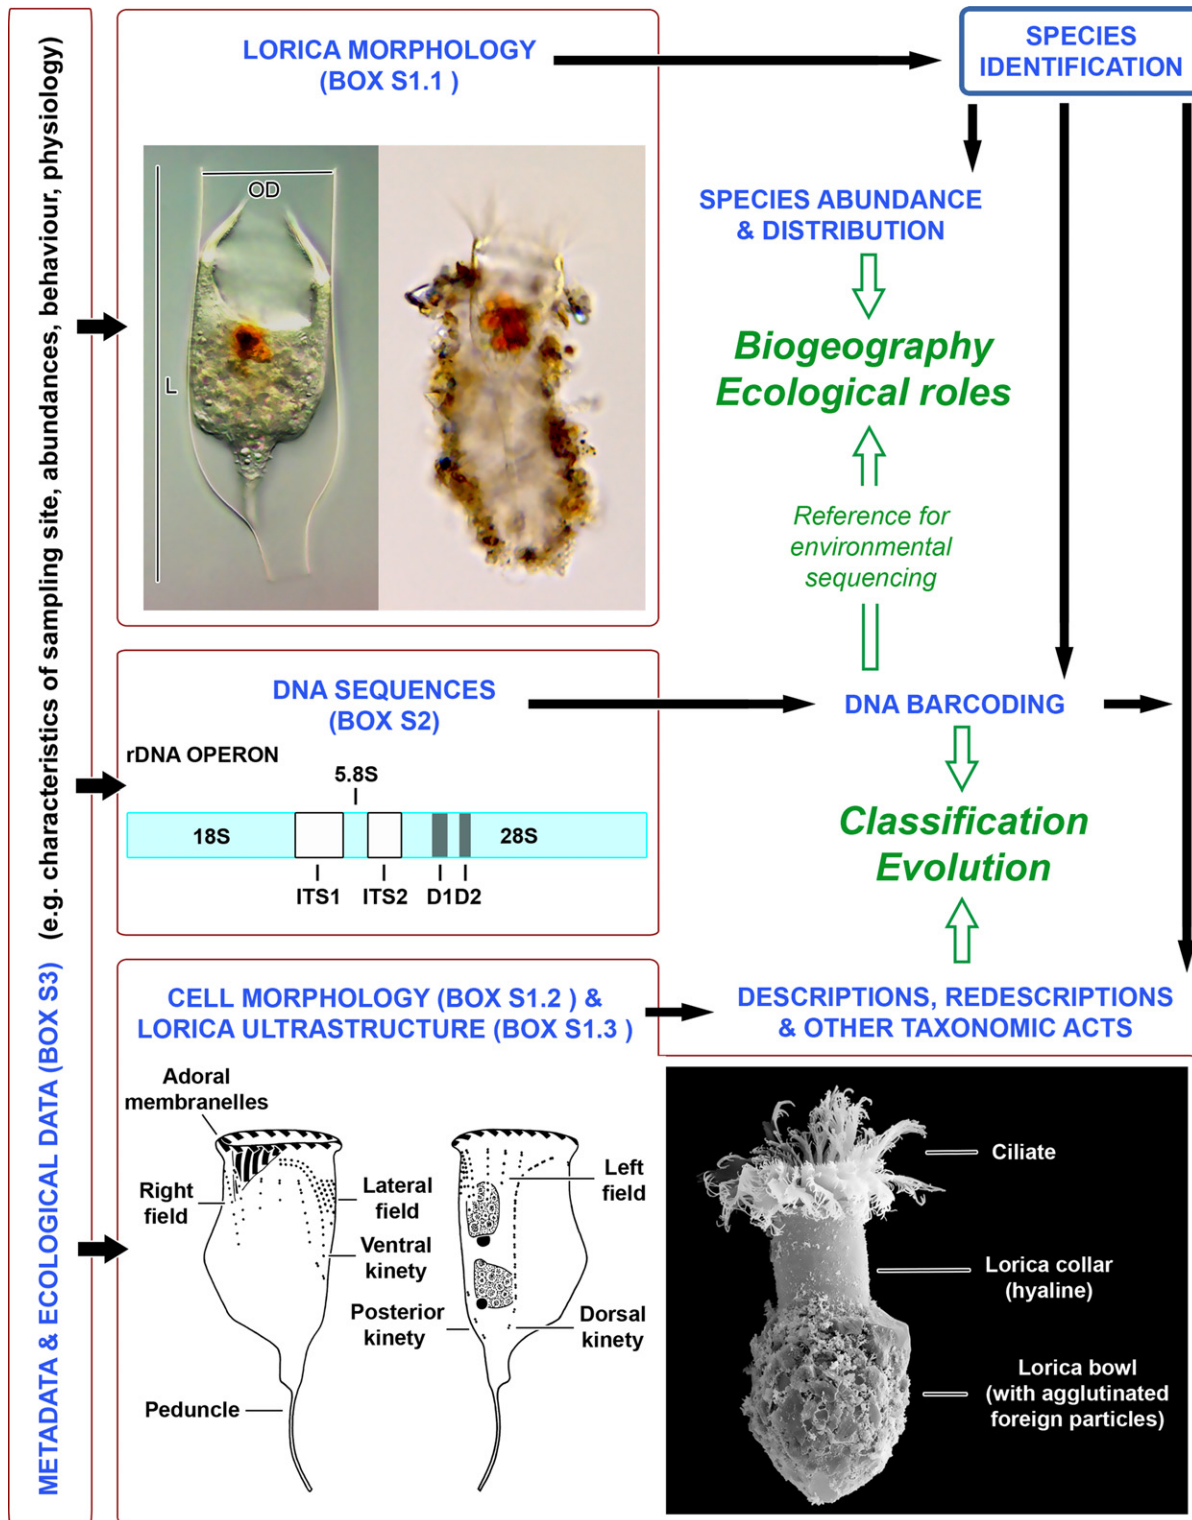 METADATA & ECOLOGICAL DATA (BOX S3) (e.g. characteristics of sampling site, abundances, behaviour, physiology)
LORICA MORPHOLOGY
(BOX S1.1 )
OD
L
SPECIES
IDENTIFICATION
SPECIES ABUNDANCE
& DISTRIBUTION
Biogeography
Ecological roles
Reference for
environmental
sequencing
DNA SEQUENCES
(BOX S2)
rDNA OPERON
5.8S
18S
28S
ITS1
ITS2
D1
D2
DNA BARCODING
Classification
Evolution
CELL MORPHOLOGY (BOX S1.2 ) &
LORICA ULTRASTRUCTURE (BOX S1.3 )
DESCRIPTIONS, REDESCRIPTIONS
& OTHER TAXONOMIC ACTS
Adoral
membranelles
Right
field
Lateral
field
Ventral
kinety
Posterior
kinety
Peduncle
Left
field
Dorsal
kinety
Ciliate
Lorica collar
(hyaline)
Lorica bowl
(with agglutinated
foreign particles)